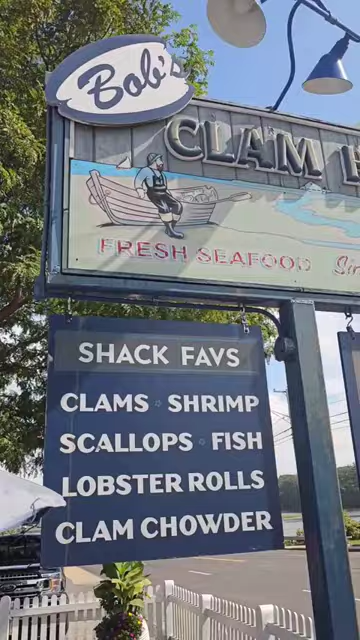 Bob's
CLAM
FRESH SEAFOOD
SHACK FAVS
CLAMS SHRIMP
SCALLOPS FISH
LOBSTER ROLLS
CLAM CHOWDER